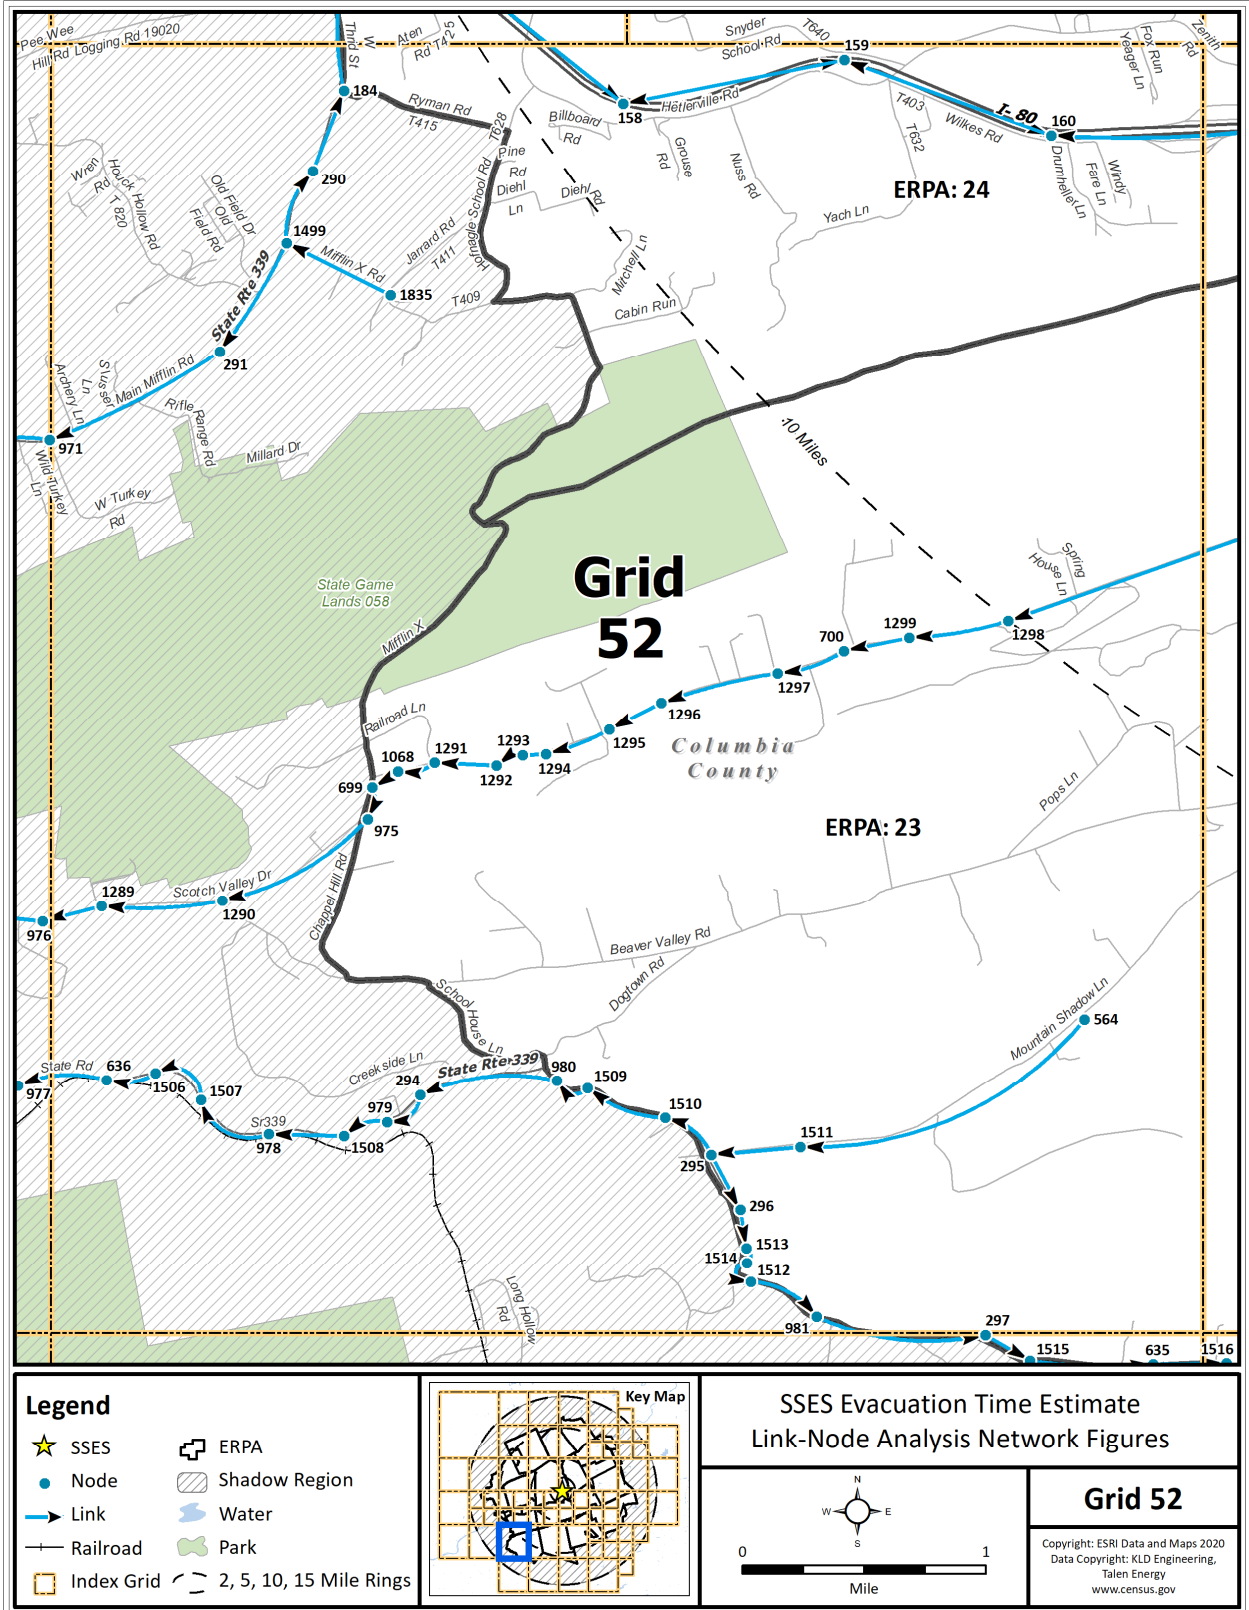 Pee Wee
Hill Rd
Logging Rd 19020
W
Thrid St
Aten
Rd T425
Snyder
School Rd
T640
159
Fox Run
Yeager Ln
Zenith
Rd
184
Ryman Rd
T415
T628
158
Hetlerville Rd
Billboard
Rd
T403
I- 80
160
Wilkes Rd
T632
Wren
Rd
Houck Hollow Rd
T 820
290
Old Field Dr
Old
Field Rd
Pine
Rd
Diehl
Ln
Diehl Rd
Grouse
Rd
Nuss Rd
ERPA: 24
Drumheller Ln
Fare Ln
Windy
Yach Ln
1499
Mifflin X Rd
Jarrard Rd
T411
Hornagle School Rd
Mitchell Ln
State Rte 339
1835
T409
Cabin Run
291
Main Mifflin Rd
Archery Ln
Slusser
Ln
Rifle Range Rd
971
Millard Dr
10 Miles
Wild Turkey
Ln
W Turkey
Rd
Grid
52
State Game
Lands 058
Spring
House Ln
Mifflin X
700
1299
1298
1297
1296
Railroad Ln
1295
Columbia
County
1293
1291
1068
1294
1292
699
975
Pops Ln
ERPA: 23
1289
Scotch Valley Dr
1290
976
Chappel Hill Rd
Beaver Valley Rd
Dogtown Rd
School
House Ln
Mountain Shadow Ln
564
State Rd
636
977
1506
1507
Creekside Ln
State Rte 339
980
1509
294
979
Sr339
978
1508
1510
1511
295
296
1513
1514
1512
Long Hollow
Rd
981
297
1515
635
1516
Legend
SSES
ERPA
Node
Shadow Region
Link
Water
Railroad
Park
Index Grid
2, 5, 10, 15 Mile Rings
Key Map
SSES Evacuation Time Estimate
Link-Node Analysis Network Figures
N
W
E
S
0
1
Mile
Grid 52
Copyright: ESRI Data and Maps 2020
Data Copyright: KLD Engineering,
Talen Energy
www.census.gov